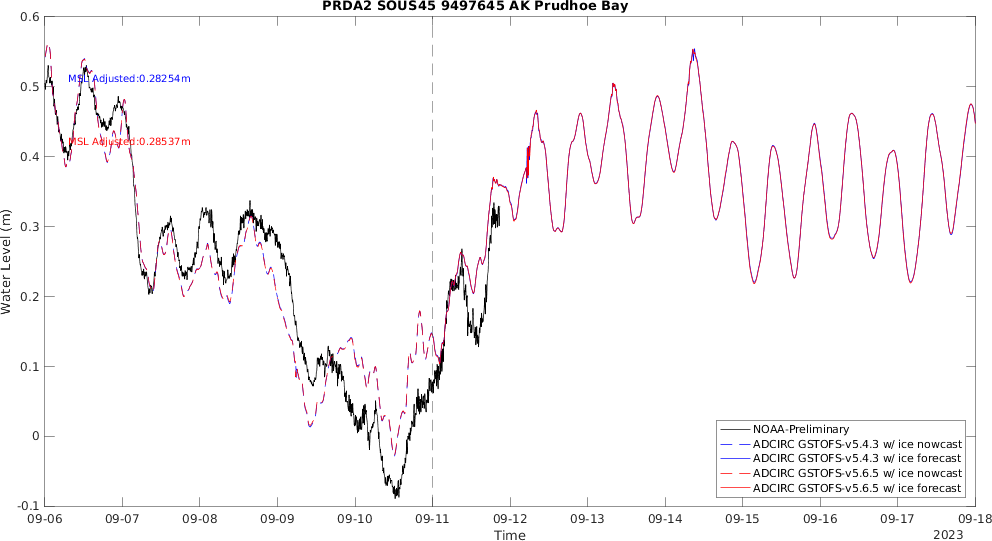 PRDA2 SOUS45 9497645 AK Prudhoe Bay
0.6
0.5
0.4
0.3
0.2
0.1
0
-0.1
Water Level (m)
MSL Adjusted:0.28254m
MSL Adjusted:0.28537m
NOAA-Preliminary
ADCIRC GSTOFS-v5.4.3 w/ ice nowcast
ADCIRC GSTOFS-v5.4.3 w/ ice forecast
ADCIRC GSTOFS-v5.6.5 w/ ice nowcast
ADCIRC GSTOFS-v5.6.5 w/ ice forecast
09-06 09-07 09-08 09-09 09-10 09-11 09-12 09-13 09-14 09-15 09-16 09-17 09-18
Time
2023